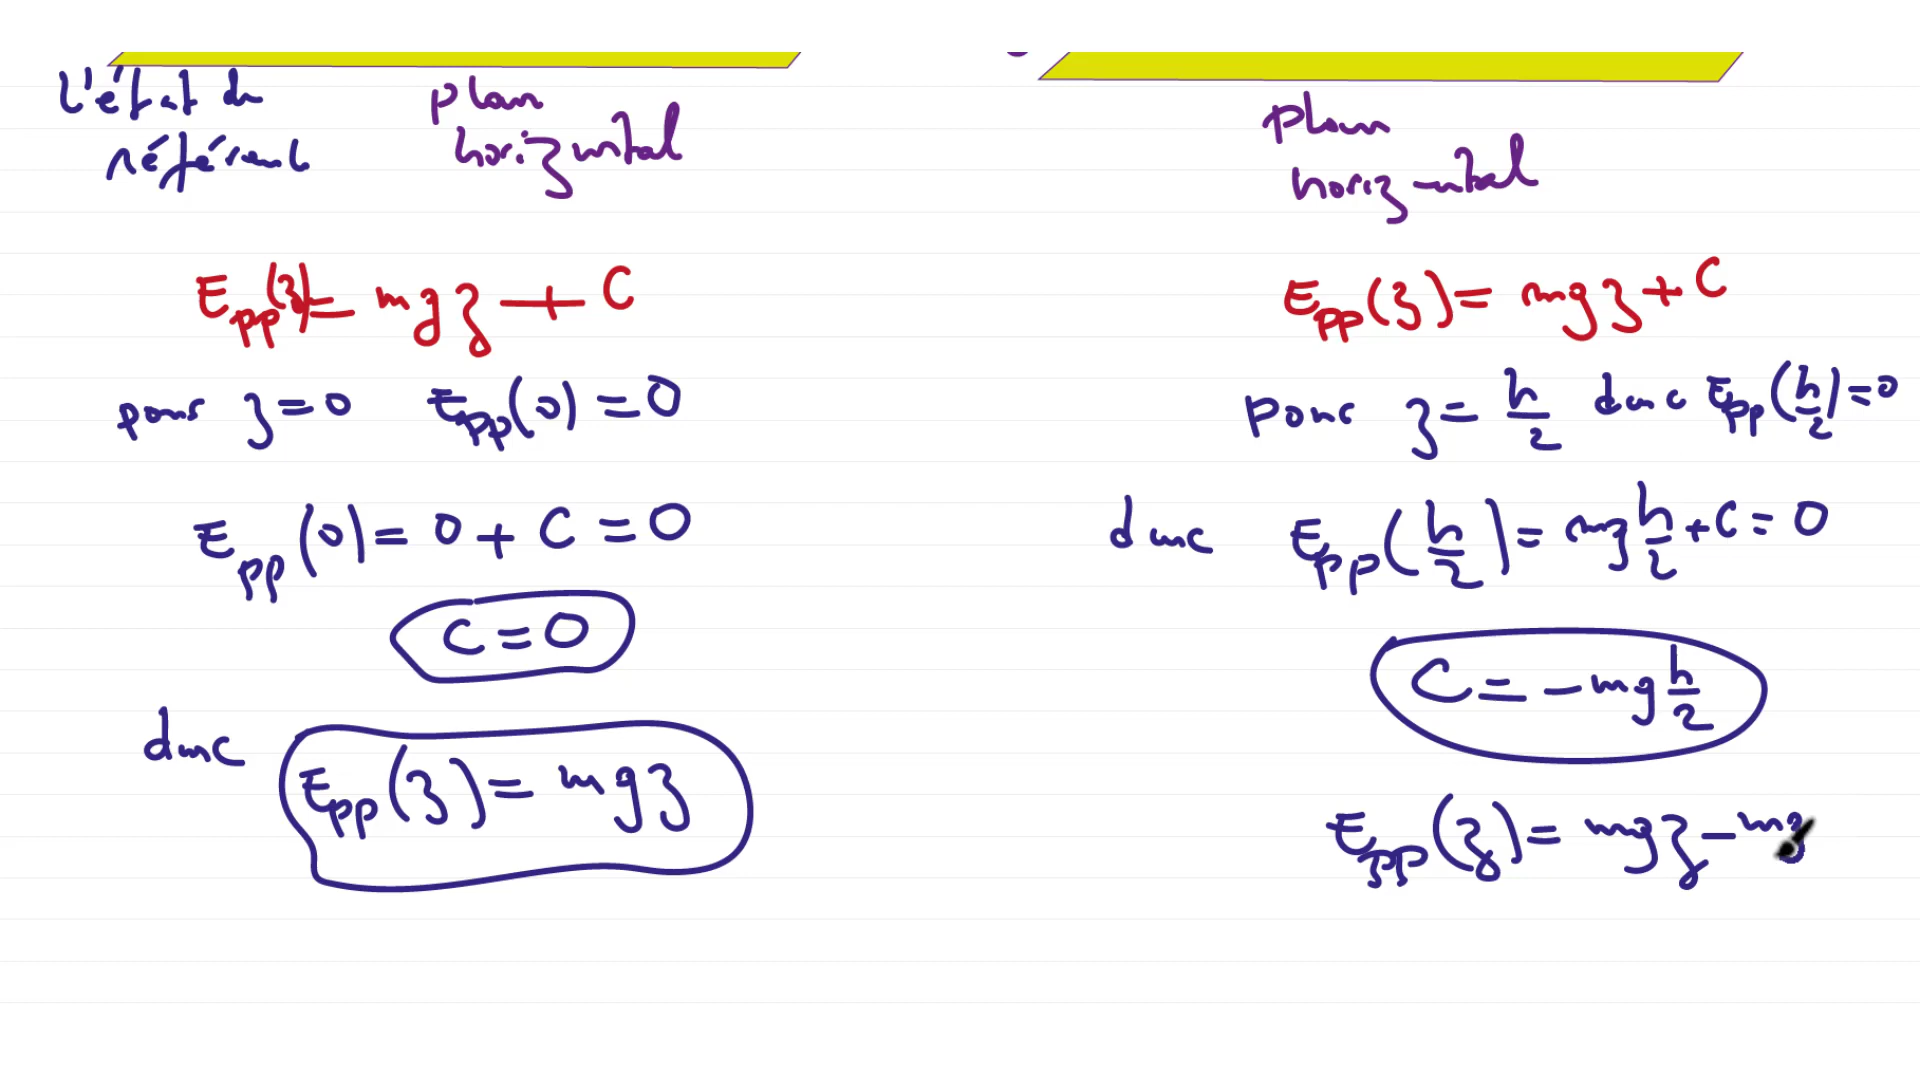 L'état de
référence
plan
horizontal
Epp(z) = mgz + C
pour z = 0 Epp(0) = 0
Epp(0) = 0 + C = 0
C = 0
donc
Epp(z) = mgz
plan
horizontal
Epp(z) = mgz + C
pour z = h/2 donc Epp(h/2) = 0
donc Epp(h/2) = mg h/2 + C = 0
C = - mg h/2
Epp(z) = mgz - mg